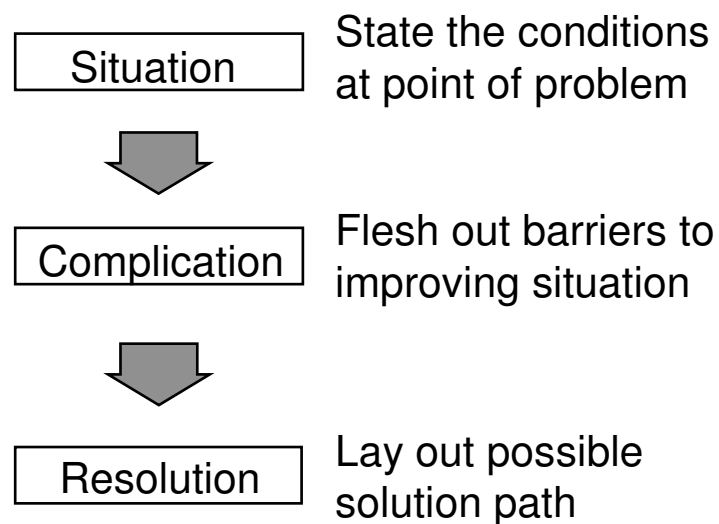 Situation
State the conditions
at point of problem
Complication
Flesh out barriers to
improving situation
Resolution
Lay out possible
solution path